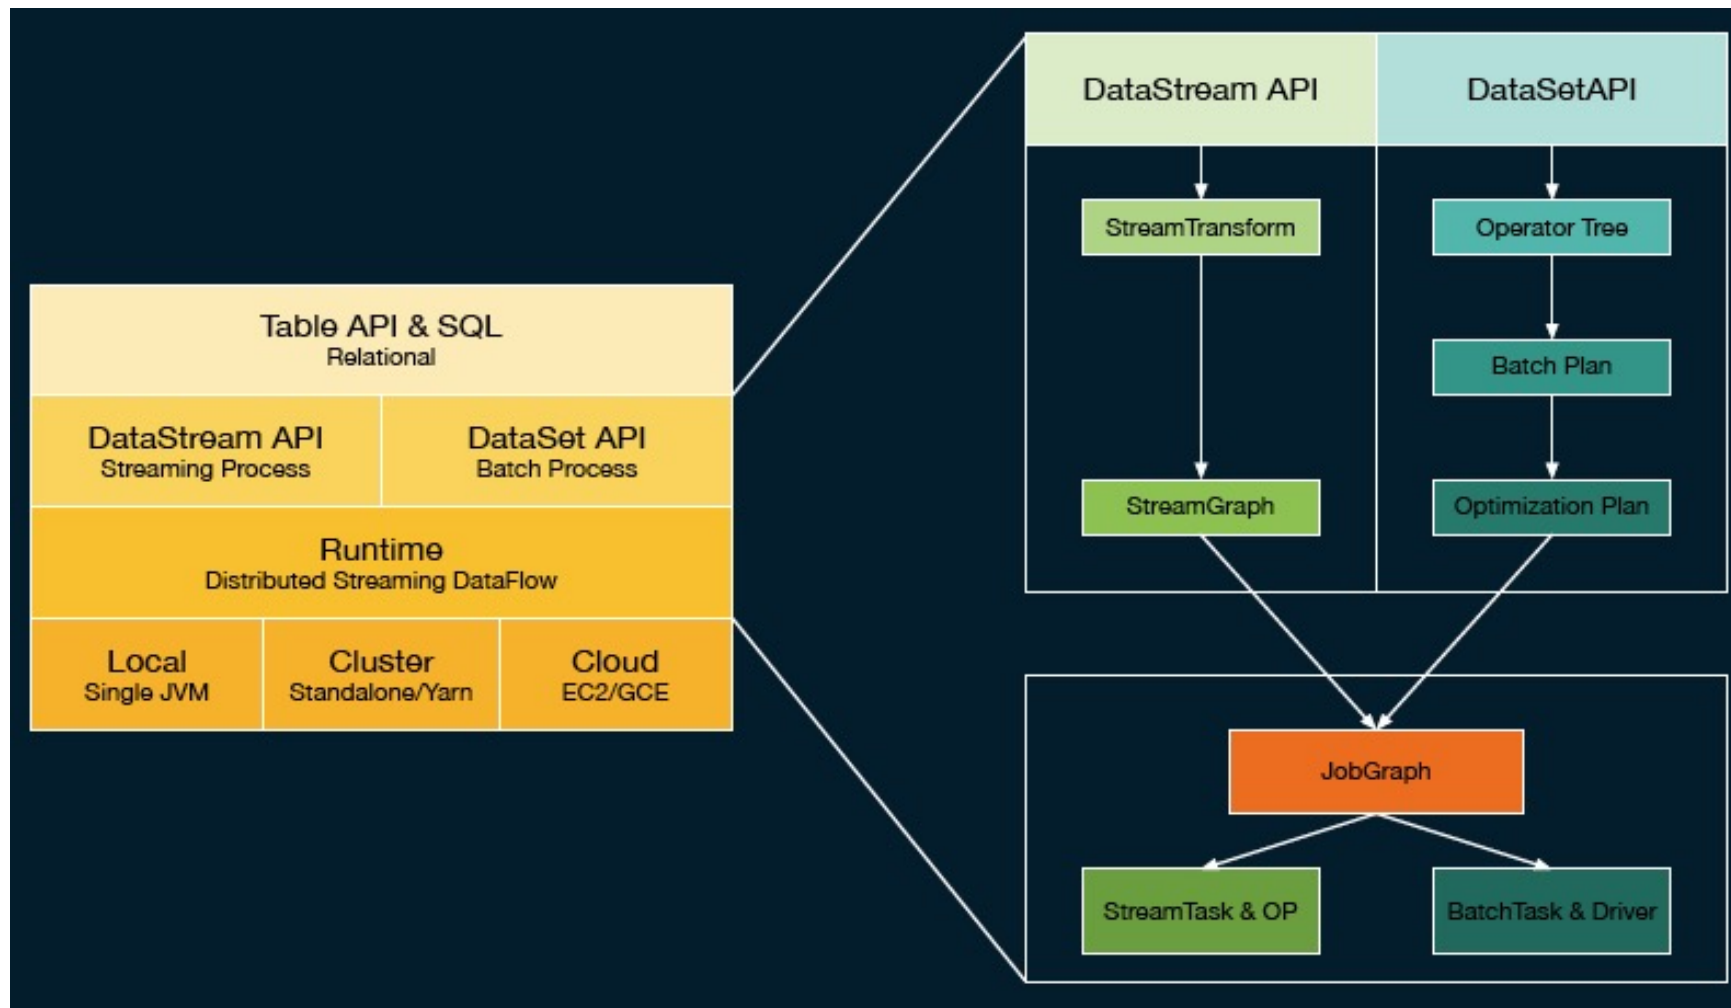 Table API & SQL
Relational
DataStream API
Streaming Process
DataSet API
Batch Process
Runtime
Distributed Streaming DataFlow
Local
Single JVM
Cluster
Standalone/Yarn
Cloud
EC2/GCE
DataStream API
DataSetAPI
StreamTransform
Operator Tree
Batch Plan
StreamGraph
Optimization Plan
JobGraph
StreamTask & OP
BatchTask & Driver